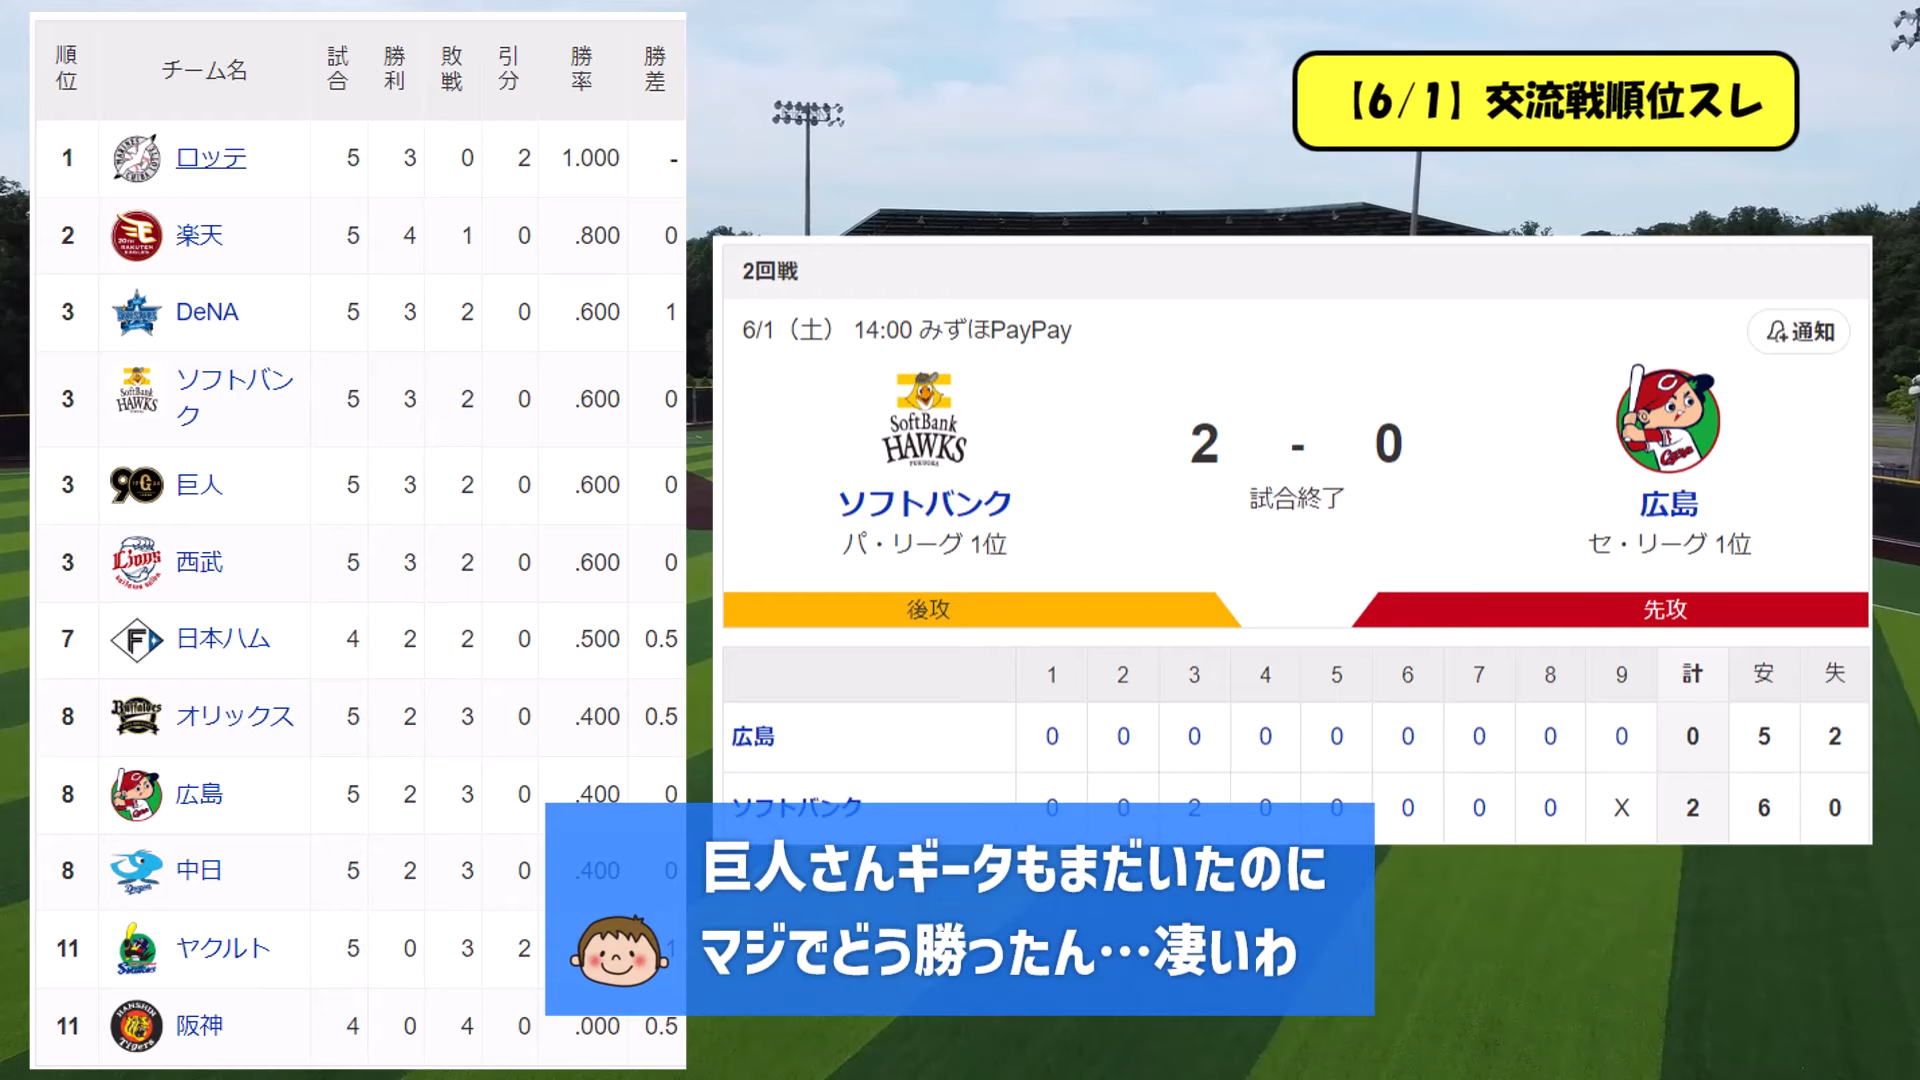 順位 チーム名 試合 勝利 敗戦 引分 勝率 勝差
1 ロッテ 5 3 0 2 1.000 -
2 楽天 5 4 1 0 .800 0
3 DeNA 5 3 2 0 .600 1
3 ソフトバンク 5 3 2 0 .600 0
3 巨人 5 3 2 0 .600 0
3 西武 5 3 2 0 .600 0
7 日本ハム 4 2 2 0 .500 0.5
8 オリックス 5 2 3 0 .400 0.5
8 広島 5 2 3 0 .400 0
8 中日 5 2 3 0 .400 0
11 ヤクルト 5 0 3 2 1
11 阪神 4 0 4 0 .000 0.5
【6/1】交流戦順位スレ
2回戦
6/1（土） 14:00 みずほPayPay
通知
SoftBank
HAWKS
ソフトバンク
パ・リーグ 1位
2 - 0
試合終了
広島
セ・リーグ 1位
後攻 先攻
1 2 3 4 5 6 7 8 9 計 安 失
広島 0 0 0 0 0 0 0 0 0 0 5 2
ソフトバンク 0 0 2 0 0 0 0 0 X 2 6 0
巨人さんギータもまだいたのに
マジでどう勝ったん…凄いわ